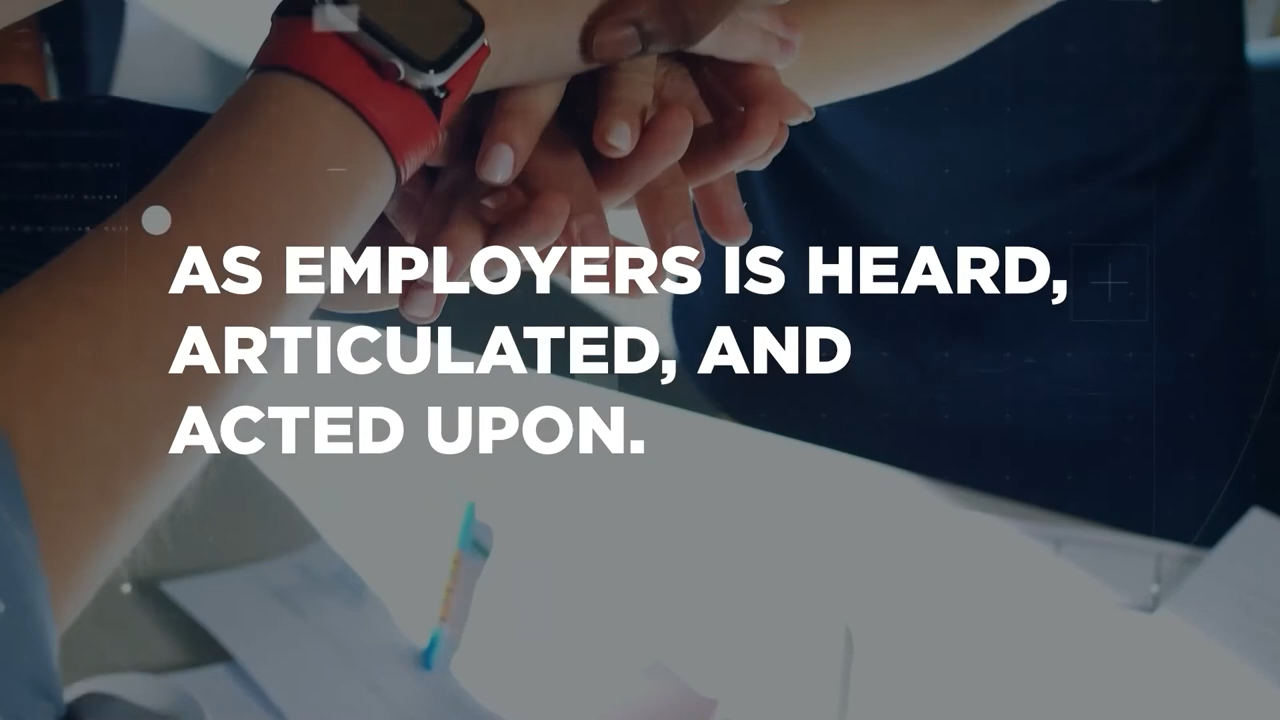 AS EMPLOYERS IS HEARD,
ARTICULATED, AND
ACTED UPON.